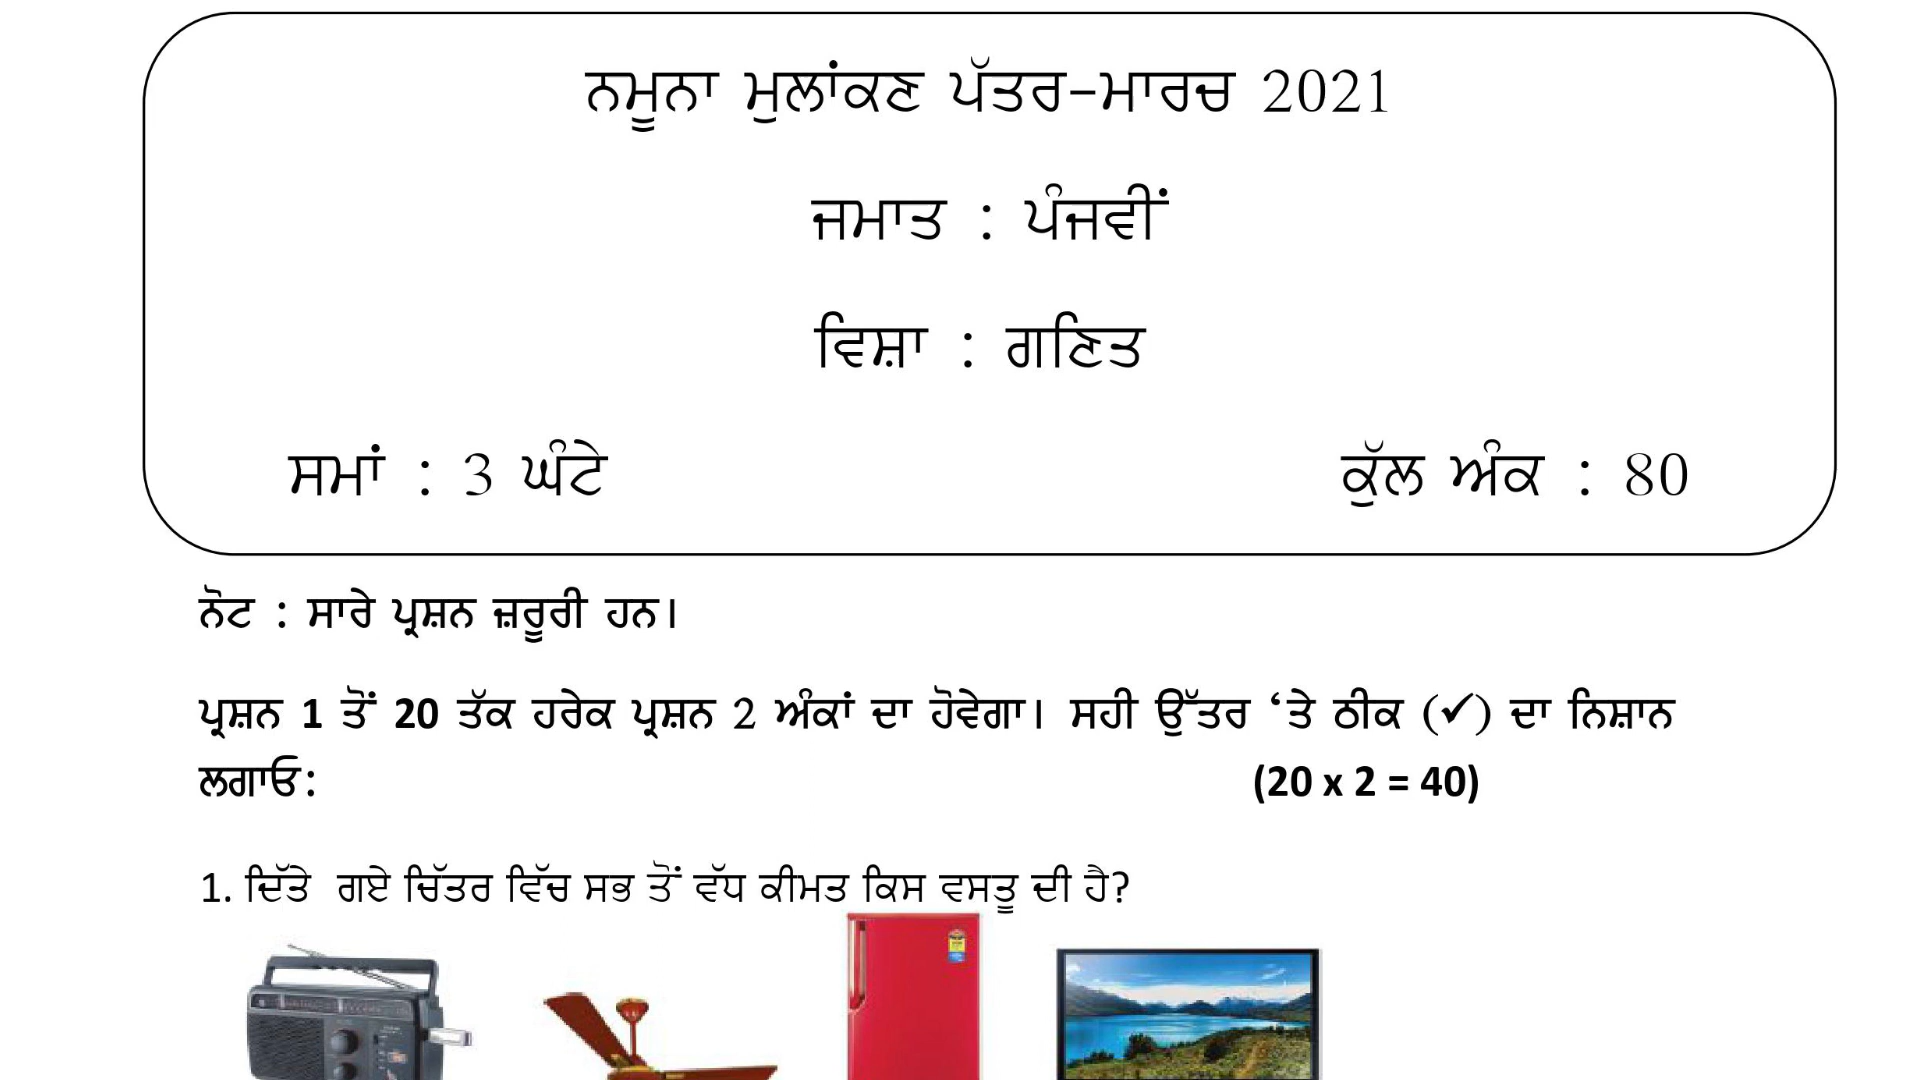 ਨਮੂਨਾ ਮੁਲਾਂਕਣ ਪੱਤਰ-ਮਾਰਚ 2021
ਜਮਾਤ : ਪੰਜਵੀਂ
ਵਿਸ਼ਾ : ਗਣਿਤ
ਸਮਾਂ : 3 ਘੰਟੇ ਕੁੱਲ ਅੰਕ : 80
ਨੋਟ : ਸਾਰੇ ਪ੍ਰਸ਼ਨ ਜ਼ਰੂਰੀ ਹਨ।
ਪ੍ਰਸ਼ਨ 1 ਤੋਂ 20 ਤੱਕ ਹਰੇਕ ਪ੍ਰਸ਼ਨ 2 ਅੰਕਾਂ ਦਾ ਹੋਵੇਗਾ। ਸਹੀ ਉੱਤਰ ‘ਤੇ ਠੀਕ (✓) ਦਾ ਨਿਸ਼ਾਨ
ਲਗਾਓ: (20 x 2 = 40)
1. ਦਿੱਤੇ ਗਏ ਚਿੱਤਰ ਵਿੱਚ ਸਭ ਤੋਂ ਵੱਧ ਕੀਮਤ ਕਿਸ ਵਸਤੂ ਦੀ ਹੈ?